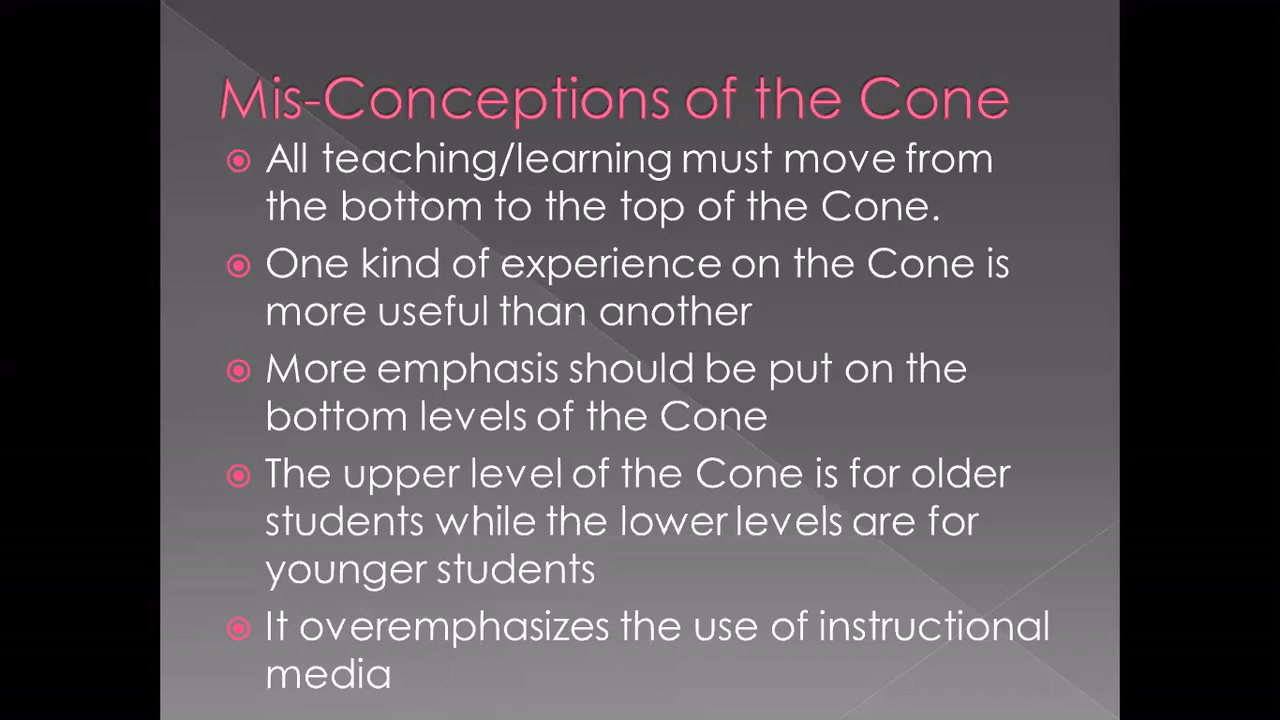 Mis-Conceptions of the Cone
All teaching/learning must move from
the bottom to the top of the Cone.
One kind of experience on the Cone is
more useful than another
More emphasis should be put on the
bottom levels of the Cone
The upper level of the Cone is for older
students while the lower levels are for
younger students
It overemphasizes the use of instructional
media